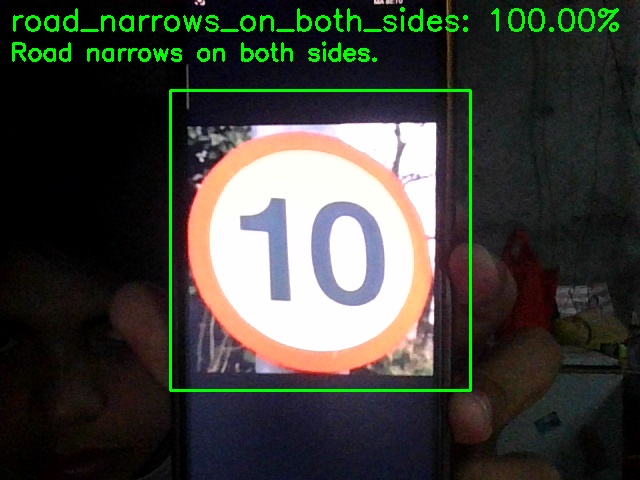 road_narrows_on_both_sides: 100.00%
Road narrows on both sides.
10